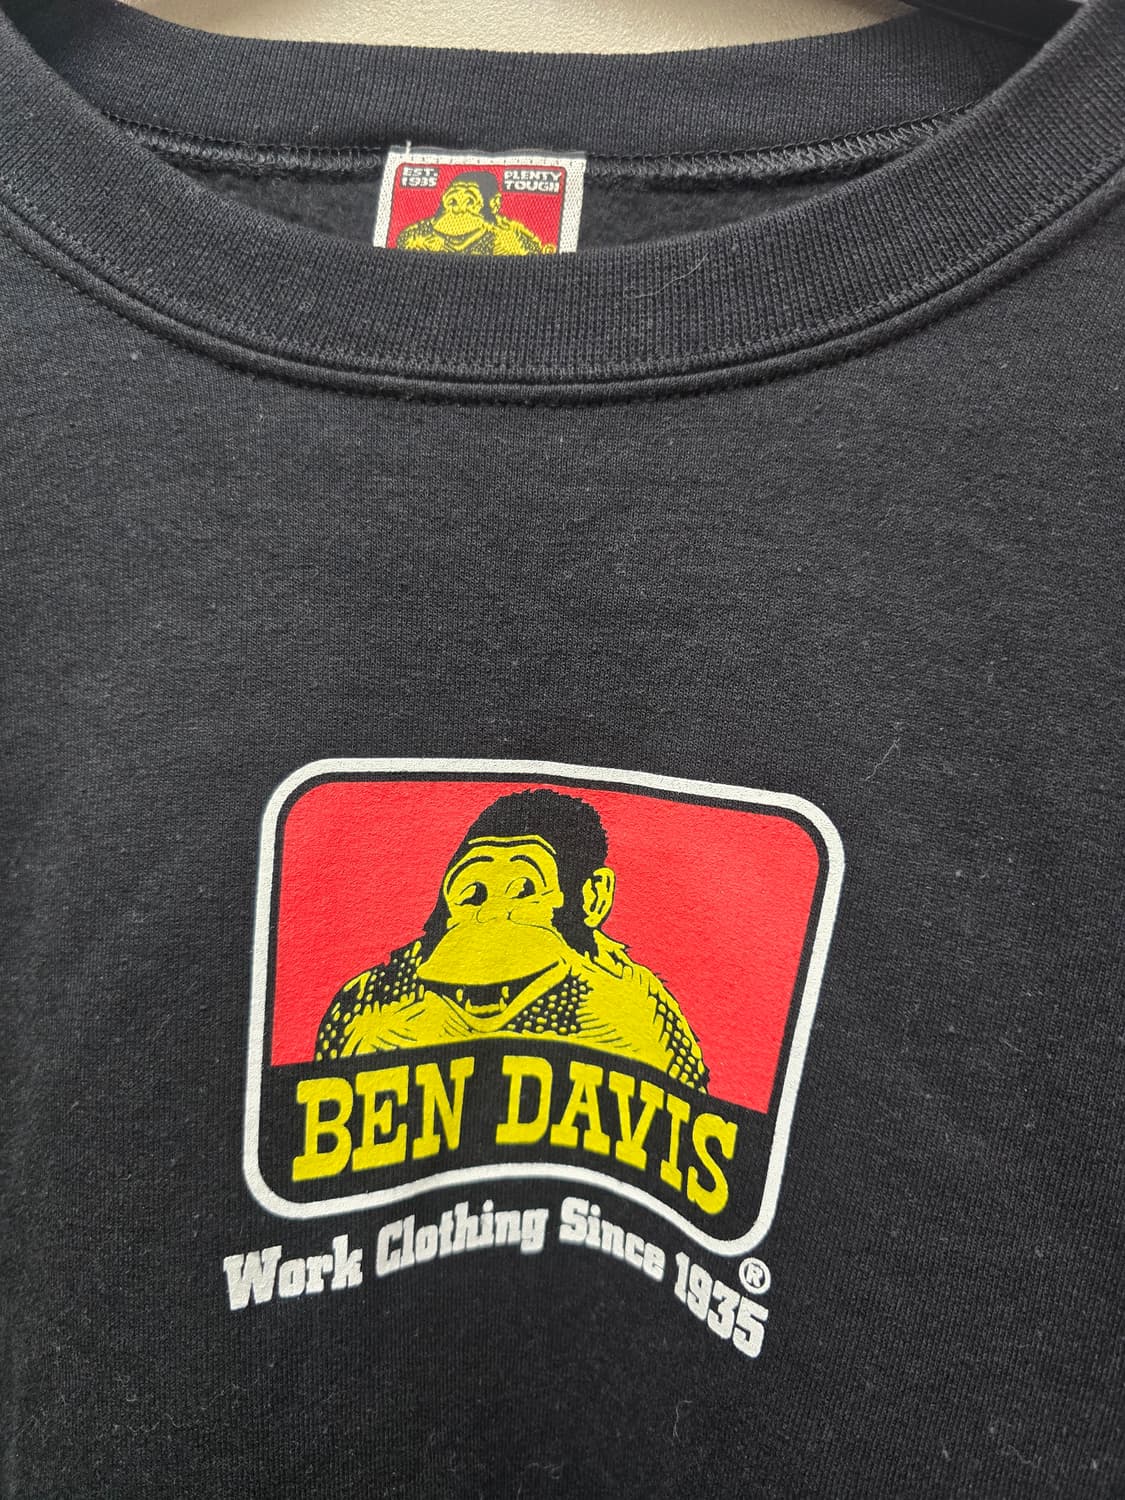 EST. 1935
PLENTY TOUGH
BEN DAVIS
Work Clothing Since 1935®